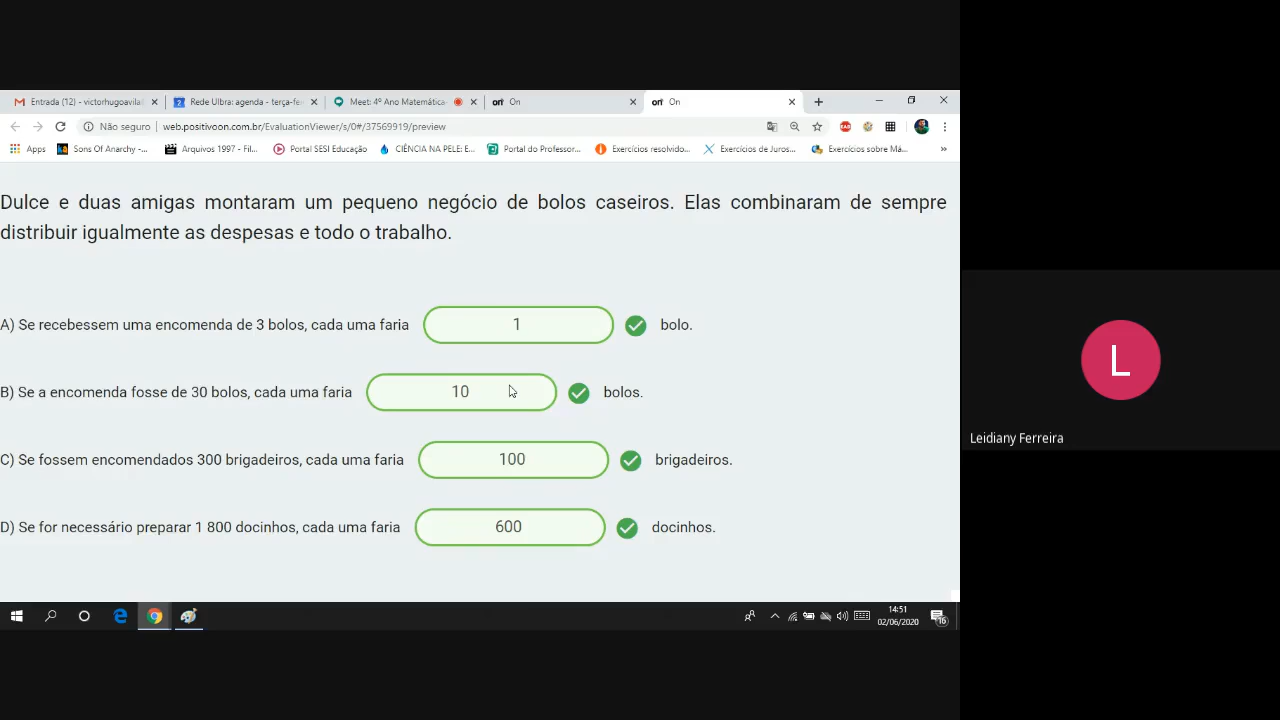 Entrada (12) - victorhugoavila
Rede Ulbra: agenda - terça-fe
Meet: 4º Ano Matemática
on On
on On
Não seguro web.positivoon.com.br/EvaluationViewer/s/0#/37569919/preview
Apps Sons Of Anarchy -... Arquivos 1997 - Fil... Portal SESI Educação CIÊNCIA NA PELE: E... Portal do Professor... Exercícios resolvido... Exercícios de Juros... Exercícios sobre Má... »
Dulce e duas amigas montaram um pequeno negócio de bolos caseiros. Elas combinaram de sempre
distribuir igualmente as despesas e todo o trabalho.
A) Se recebessem uma encomenda de 3 bolos, cada uma faria 1 bolo.
B) Se a encomenda fosse de 30 bolos, cada uma faria 10 bolos.
C) Se fossem encomendados 300 brigadeiros, cada uma faria 100 brigadeiros.
D) Se for necessário preparar 1 800 docinhos, cada uma faria 600 docinhos.
L
Leidiany Ferreira
14:51
02/06/2020
16